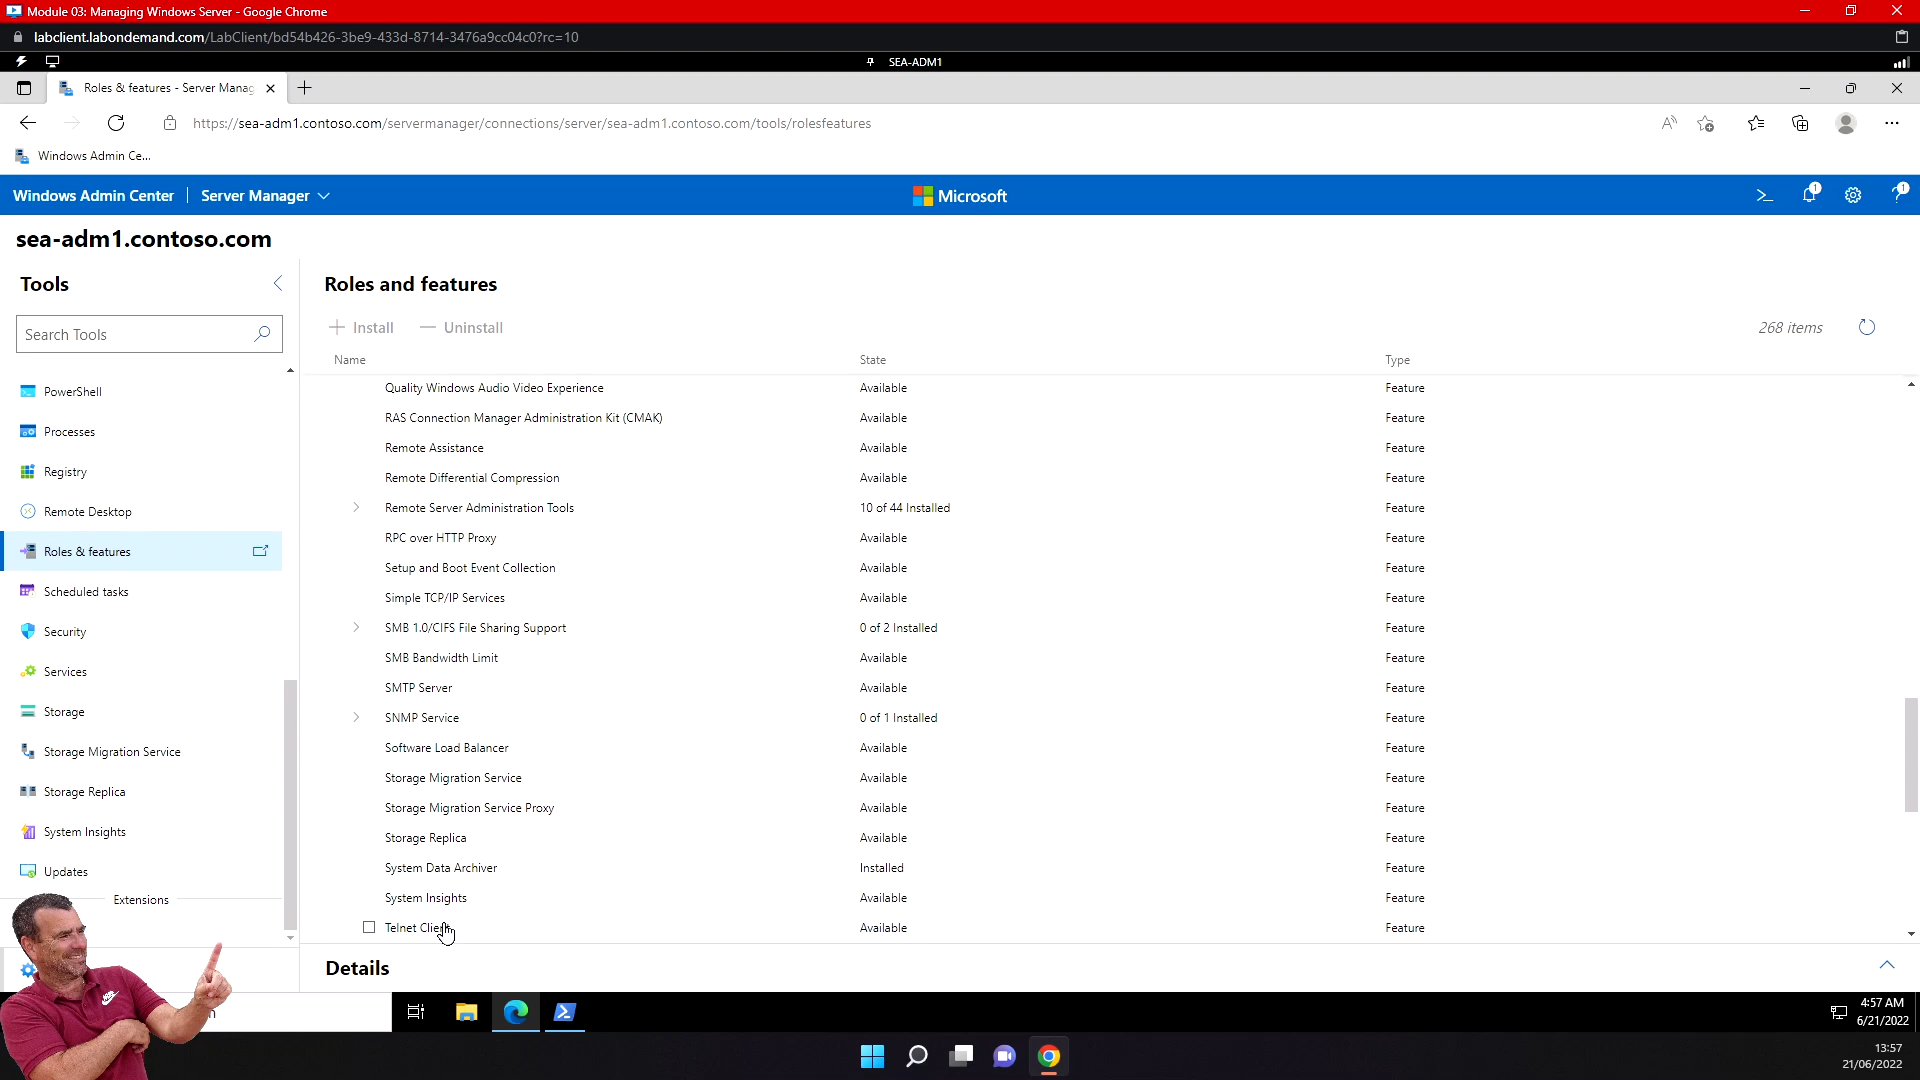 Module 03: Managing Windows Server - Google Chrome
labclient.labondemand.com/LabClient/bd54b426-3be9-433d-8714-3476a9cc04c0?rc=10
SEA-ADM1
Roles & features - Server Manag
https://sea-adm1.contoso.com/servermanager/connections/server/sea-adm1.contoso.com/tools/rolesfeatures
Windows Admin Ce...
Windows Admin Center | Server Manager
Microsoft
1
1
sea-adm1.contoso.com
Tools
Search Tools
PowerShell
Processes
Registry
Remote Desktop
Roles & features
Scheduled tasks
Security
Services
Storage
Storage Migration Service
Storage Replica
System Insights
Updates
Extensions
Roles and features
Install
Uninstall
268 items
Name State Type
Quality Windows Audio Video Experience Available Feature
RAS Connection Manager Administration Kit (CMAK) Available Feature
Remote Assistance Available Feature
Remote Differential Compression Available Feature
Remote Server Administration Tools 10 of 44 Installed Feature
RPC over HTTP Proxy Available Feature
Setup and Boot Event Collection Available Feature
Simple TCP/IP Services Available Feature
SMB 1.0/CIFS File Sharing Support 0 of 2 Installed Feature
SMB Bandwidth Limit Available Feature
SMTP Server Available Feature
SNMP Service 0 of 1 Installed Feature
Software Load Balancer Available Feature
Storage Migration Service Available Feature
Storage Migration Service Proxy Available Feature
Storage Replica Available Feature
System Data Archiver Installed Feature
System Insights Available Feature
Telnet Client Available Feature
Details
4:57 AM
6/21/2022
13:57
21/06/2022